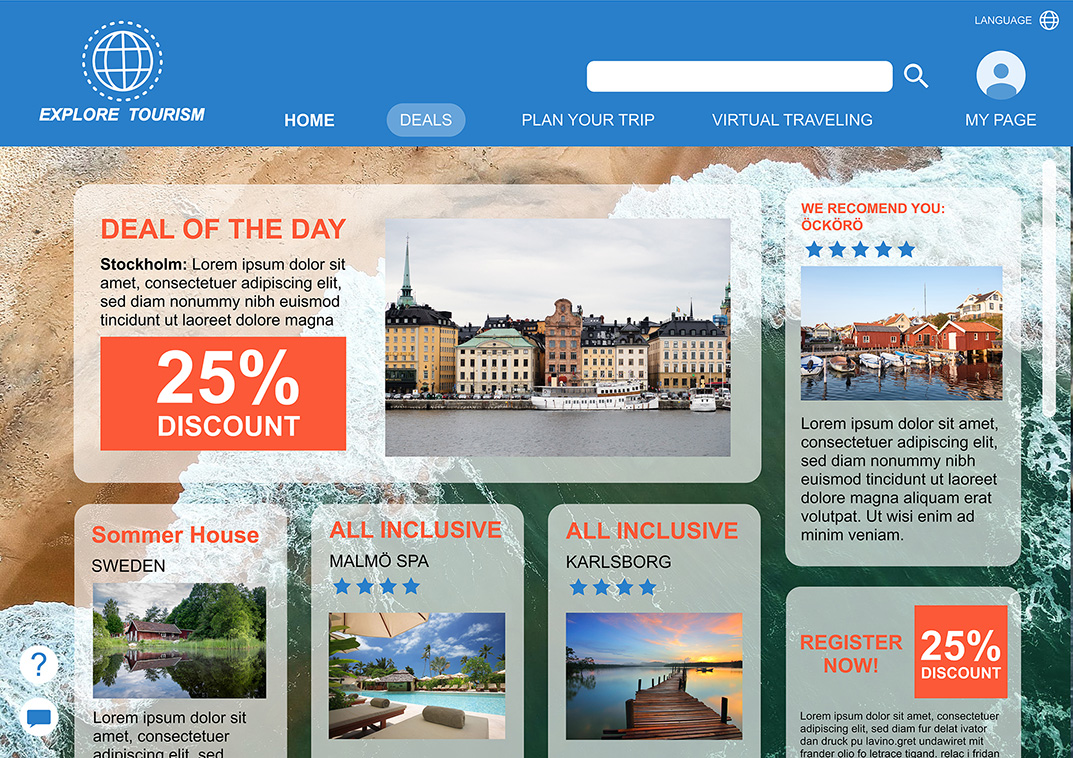 LANGUAGE
EXPLORE TOURISM
HOME
DEALS
PLAN YOUR TRIP
VIRTUAL TRAVELING
MY PAGE
DEAL OF THE DAY
Stockholm: Lorem ipsum dolor sit
amet, consectetuer adipiscing elit,
sed diam nonummy nibh euismod
tincidunt ut laoreet dolore magna
25%
DISCOUNT
WE RECOMEND YOU:
ÖCKÖRÖ
Lorem ipsum dolor sit amet,
consectetuer adipiscing elit,
sed diam nonummy nibh
euismod tincidunt ut laoreet
dolore magna aliquam erat
volutpat. Ut wisi enim ad
minim veniam.
Sommer House
SWEDEN
Lorem ipsum dolor sit
amet, consectetuer
adipiscing elit, sed
ALL INCLUSIVE
MALMÖ SPA
ALL INCLUSIVE
KARLSBORG
REGISTER
NOW!
25%
DISCOUNT
Lorem ipsum dolor sit amet, consectetuer
adipiscing elit, sed diam fur delat ivator
dan druck pu lavino.gret undawiret mit
frander olio fo letrace tigand. relac i fridan
?